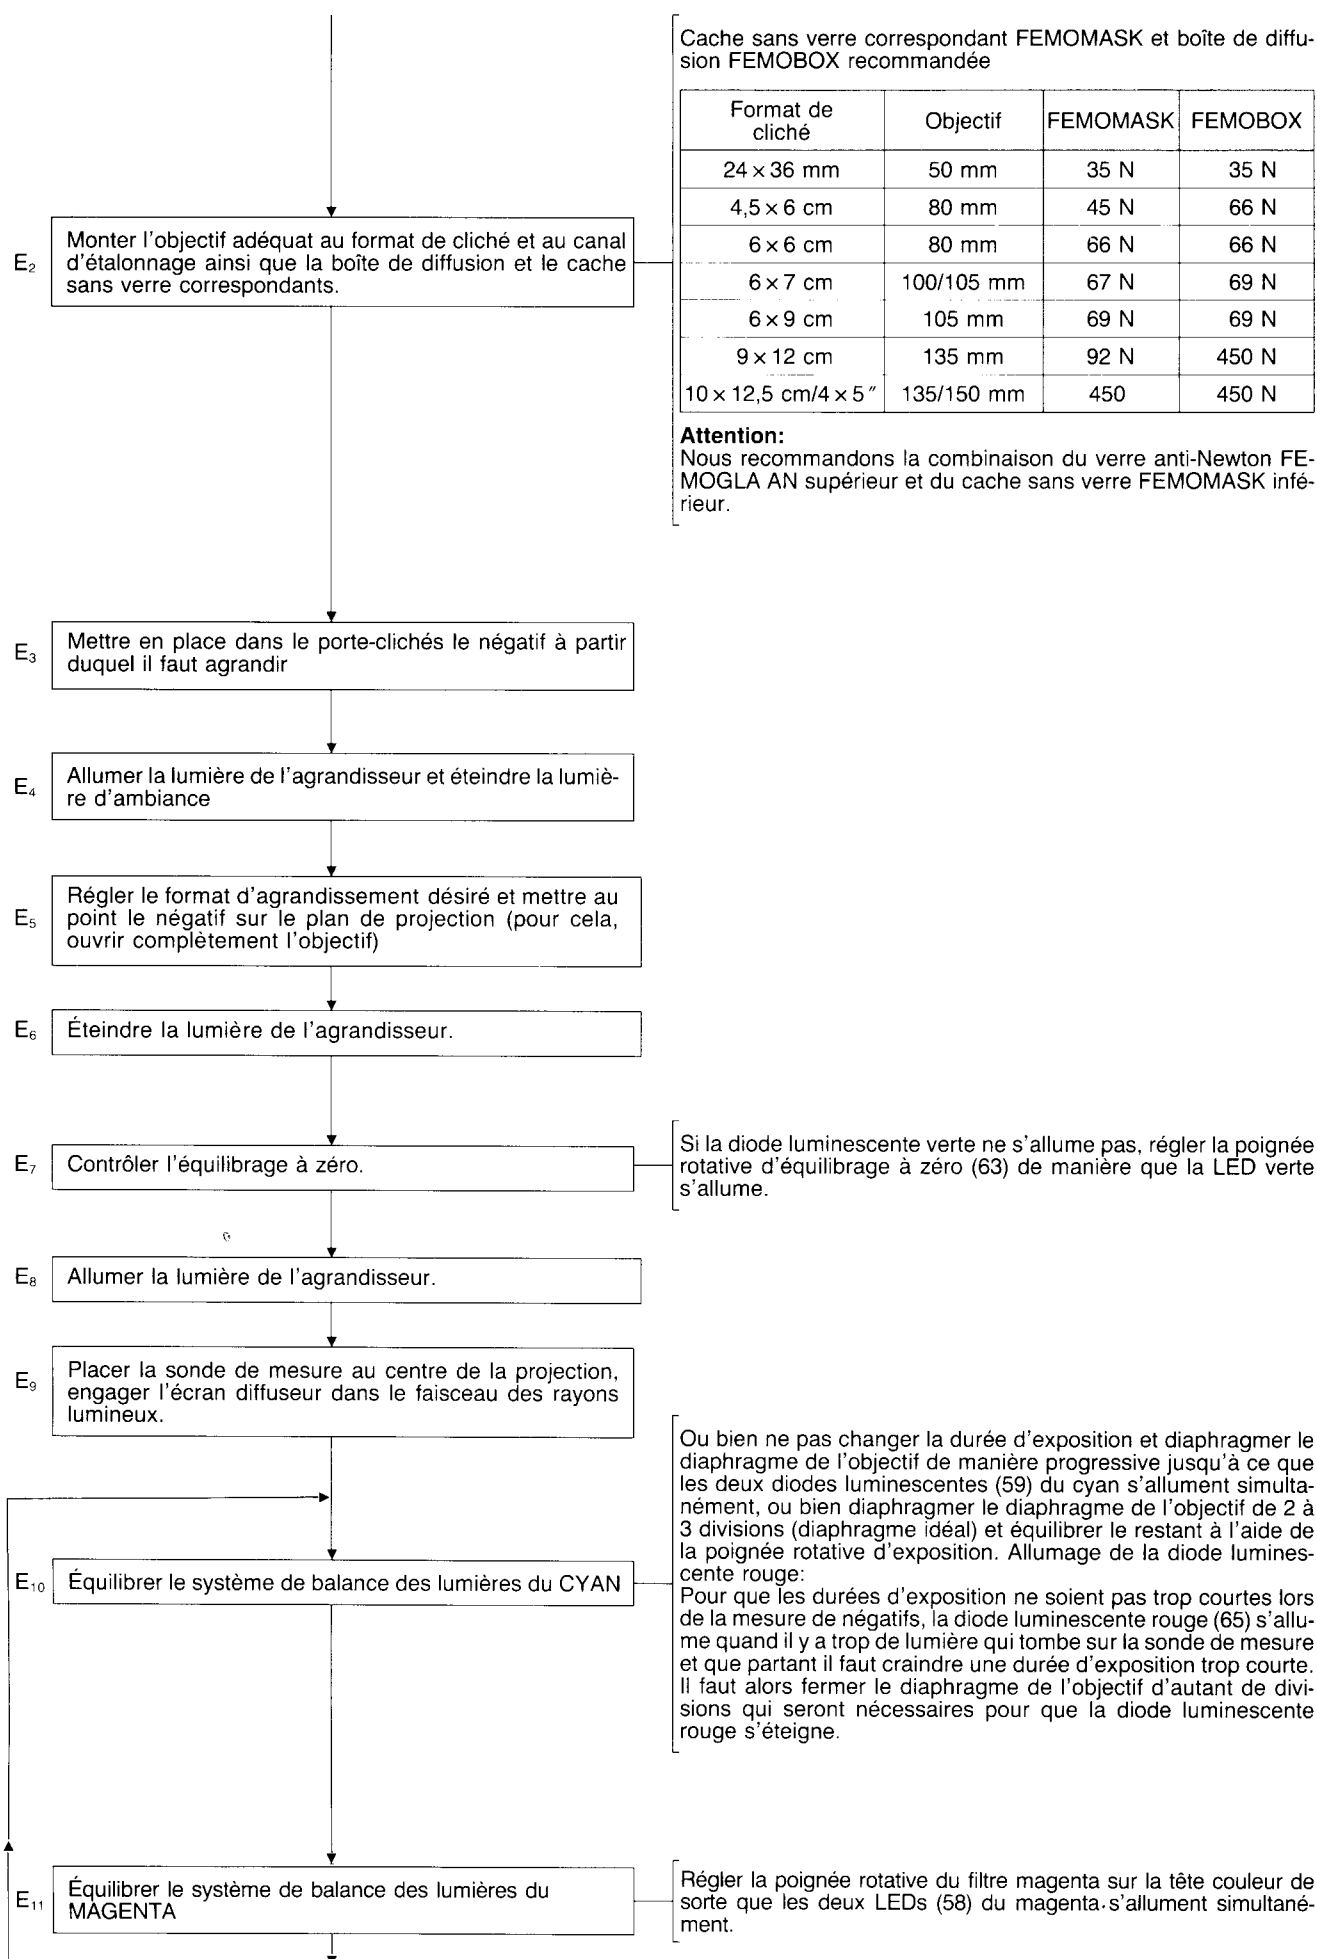 Cache sans verre correspondant FEMOMASK et boîte de diffu-
sion FEMOBOX recommandée
Format de cliché Objectif FEMOMASK FEMOBOX
24 × 36 mm 50 mm 35 N 35 N
4,5 × 6 cm 80 mm 45 N 66 N
6 × 6 cm 80 mm 66 N 66 N
6 × 7 cm 100/105 mm 67 N 69 N
6 × 9 cm 105 mm 69 N 69 N
9 × 12 cm 135 mm 92 N 450 N
10 × 12,5 cm/4 × 5″ 135/150 mm 450 450 N
Attention:
Nous recommandons la combinaison du verre anti-Newton FE-
MOGLA AN supérieur et du cache sans verre FEMOMASK infé-
rieur.
E₂
Monter l'objectif adéquat au format de cliché et au canal
d'étalonnage ainsi que la boîte de diffusion et le cache
sans verre correspondants.
E₃
Mettre en place dans le porte-clichés le négatif à partir
duquel il faut agrandir
E₄
Allumer la lumière de l'agrandisseur et éteindre la lumiè-
re d'ambiance
E₅
Régler le format d'agrandissement désiré et mettre au
point le négatif sur le plan de projection (pour cela,
ouvrir complètement l'objectif)
E₆
Éteindre la lumière de l'agrandisseur.
E₇
Contrôler l'équilibrage à zéro.
Si la diode luminescente verte ne s'allume pas, régler la poignée
rotative d'équilibrage à zéro (63) de manière que la LED verte
s'allume.
E₈
Allumer la lumière de l'agrandisseur.
E₉
Placer la sonde de mesure au centre de la projection,
engager l'écran diffuseur dans le faisceau des rayons
lumineux.
E₁₀
Équilibrer le système de balance des lumières du CYAN
Ou bien ne pas changer la durée d'exposition et diaphragmer le
diaphragme de l'objectif de manière progressive jusqu'à ce que
les deux diodes luminescentes (59) du cyan s'allument simulta-
nément, ou bien diaphragmer le diaphragme de l'objectif de 2 à
3 divisions (diaphragme idéal) et équilibrer le restant à l'aide de
la poignée rotative d'exposition. Allumage de la diode lumines-
cente rouge:
Pour que les durées d'exposition ne soient pas trop courtes lors
de la mesure de négatifs, la diode luminescente rouge (65) s'allu-
me quand il y a trop de lumière qui tombe sur la sonde de mesure
et que partant il faut craindre une durée d'exposition trop courte.
Il faut alors fermer le diaphragme de l'objectif d'autant de divi-
sions qui seront nécessaires pour que la diode luminescente
rouge s'éteigne.
E₁₁
Équilibrer le système de balance des lumières du
MAGENTA
Régler la poignée rotative du filtre magenta sur la tête couleur de
sorte que les deux LEDs (58) du magenta s'allument simultané-
ment.